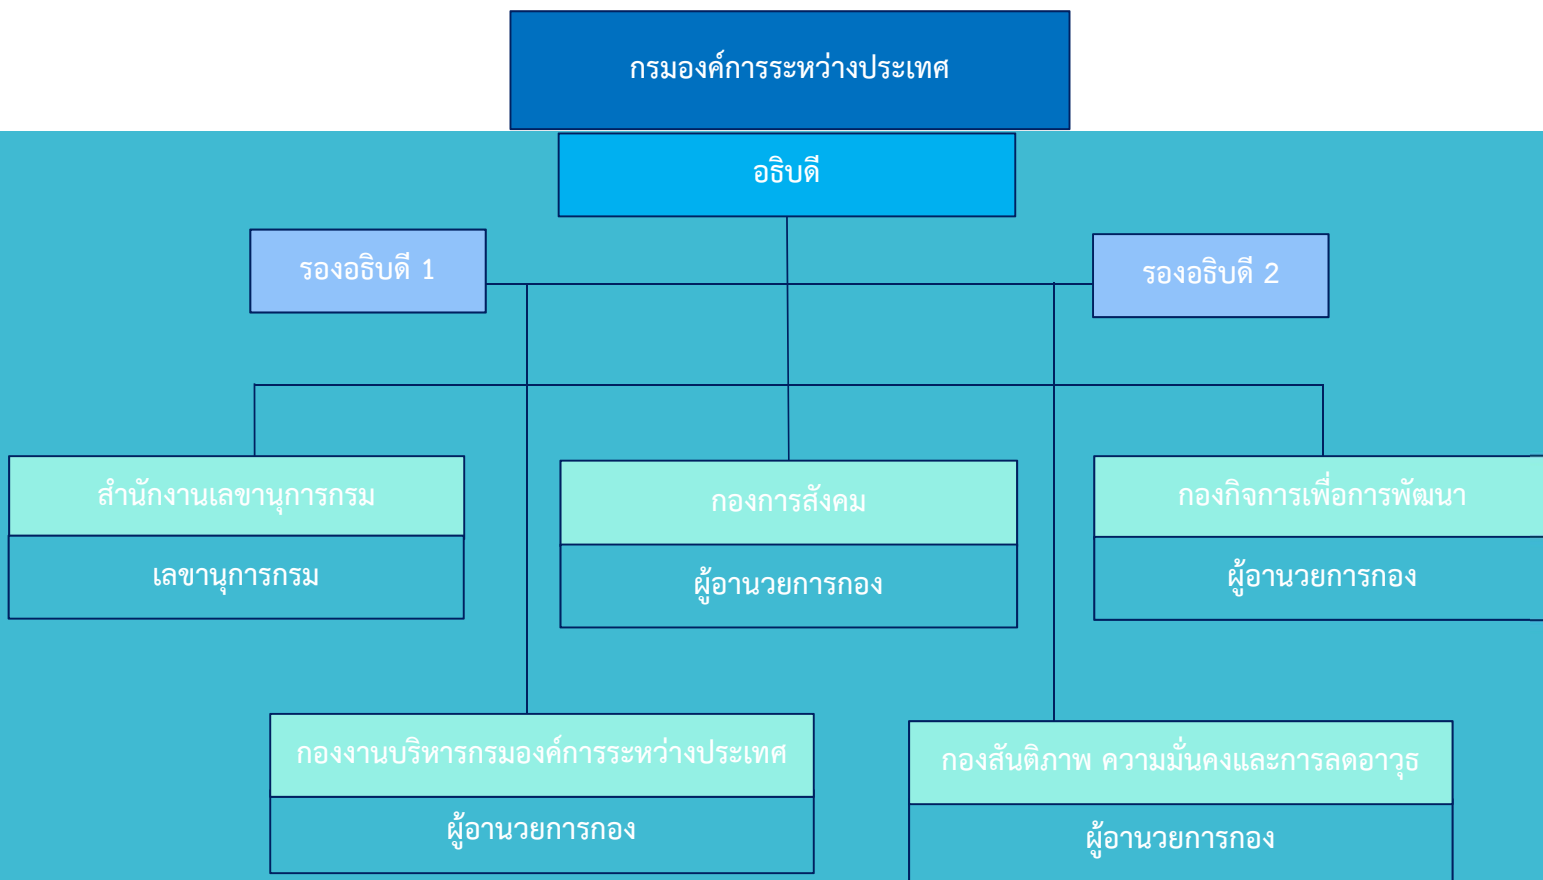 กรมองค์การระหว่างประเทศ
อธิบดี
รองอธิบดี 1
รองอธิบดี 2
สำนักงานเลขานุการกรม
เลขานุการกรม
กองการสังคม
ผู้อานวยการกอง
กองกิจการเพื่อการพัฒนา
ผู้อานวยการกอง
กองงานบริหารกรมองค์การระหว่างประเทศ
ผู้อานวยการกอง
กองสันติภาพ ความมั่นคงและการลดอาวุธ
ผู้อานวยการกอง